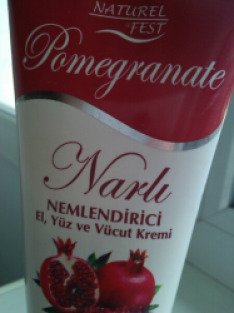 NATUREL
FEST
Pomegranate
Narlı
NEMLENDİRİCİ
El, Yüz ve Vücut Kremi